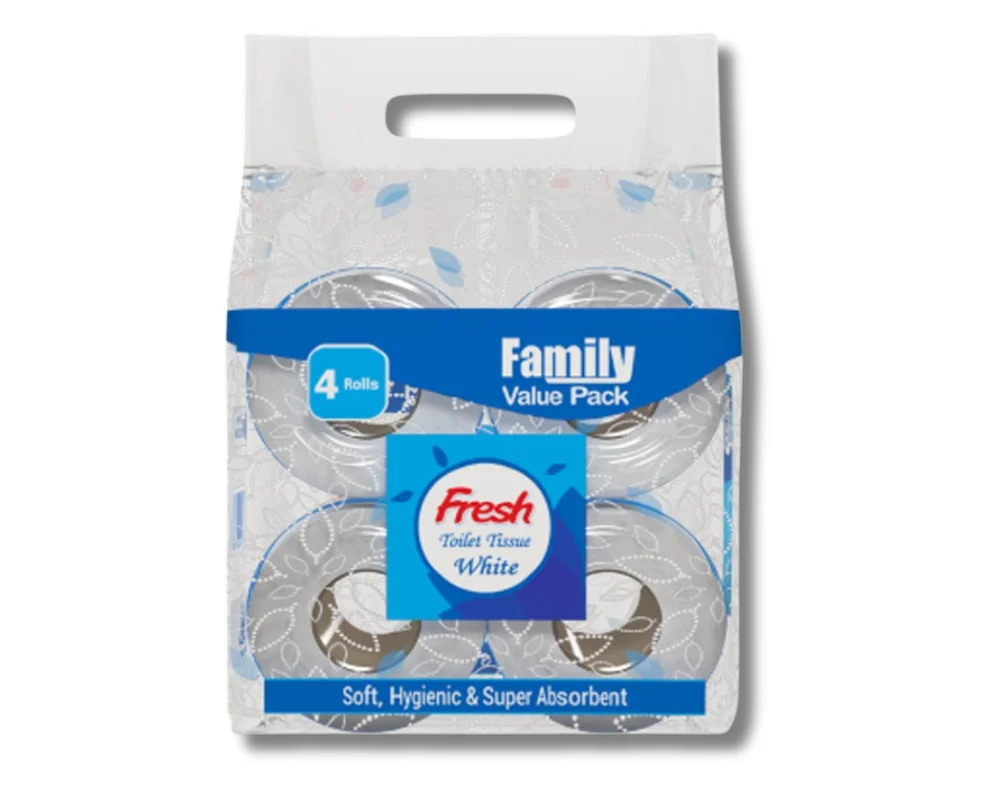 Family
Value Pack
4 Rolls
Fresh
Toilet Tissue
White
Soft, Hygienic & Super Absorbent